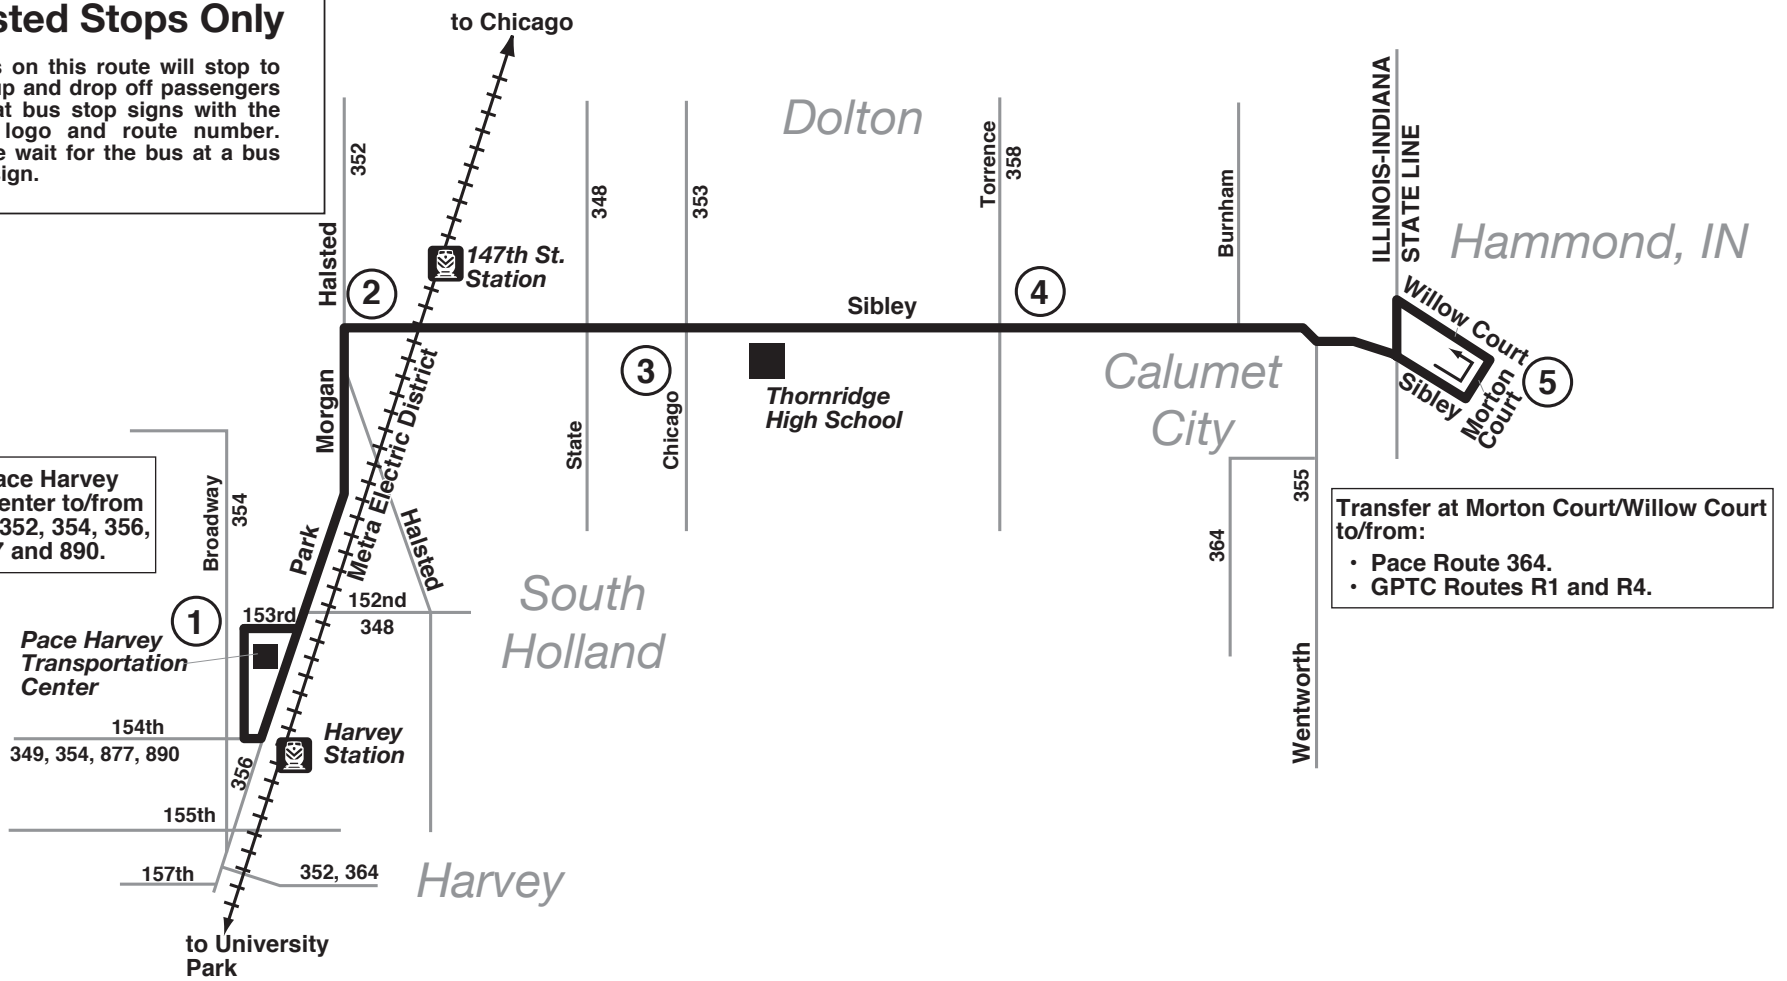 sted Stops Only
s on this route will stop to
up and drop off passengers
at bus stop signs with the
logo and route number.
e wait for the bus at a bus
sign.
to Chicago
352
Halsted
147th St.
Station
348
353
Dolton
Torrence
358
Burnham
ILLINOIS-INDIANA
STATE LINE
Hammond, IN
2
Sibley
4
Willow Court
Morton
Court
Sibley
5
Morgan
Metra Electric District
3
State
Chicago
Thornridge
High School
Calumet
City
ace Harvey
enter to/from
352, 354, 356,
7 and 890.
Broadway
354
Park
Halsted
364
355
Wentworth
Transfer at Morton Court/Willow Court
to/from:
• Pace Route 364.
• GPTC Routes R1 and R4.
1
153rd
152nd
348
South
Holland
Pace Harvey
Transportation
Center
154th
349, 354, 877, 890
356
Harvey
Station
155th
157th
352, 364
Harvey
to University
Park